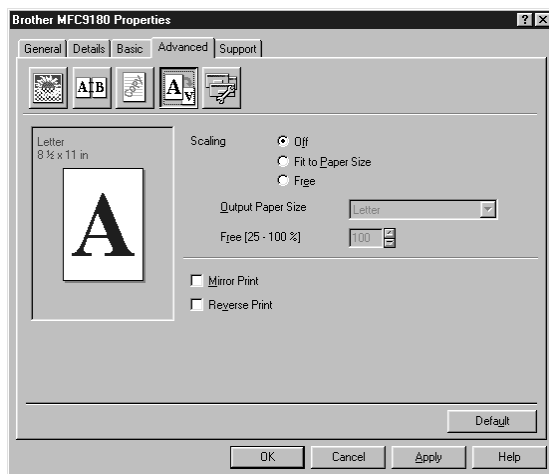 Brother MFC9180 Properties
General Details Basic Advanced Support
A B Copy A A
Letter
8 ½ x 11 in
A
Scaling
Off
Fit to Paper Size
Free
Output Paper Size Letter
Free [25 - 100 %] 100
Mirror Print
Reverse Print
Default
OK Cancel Apply Help